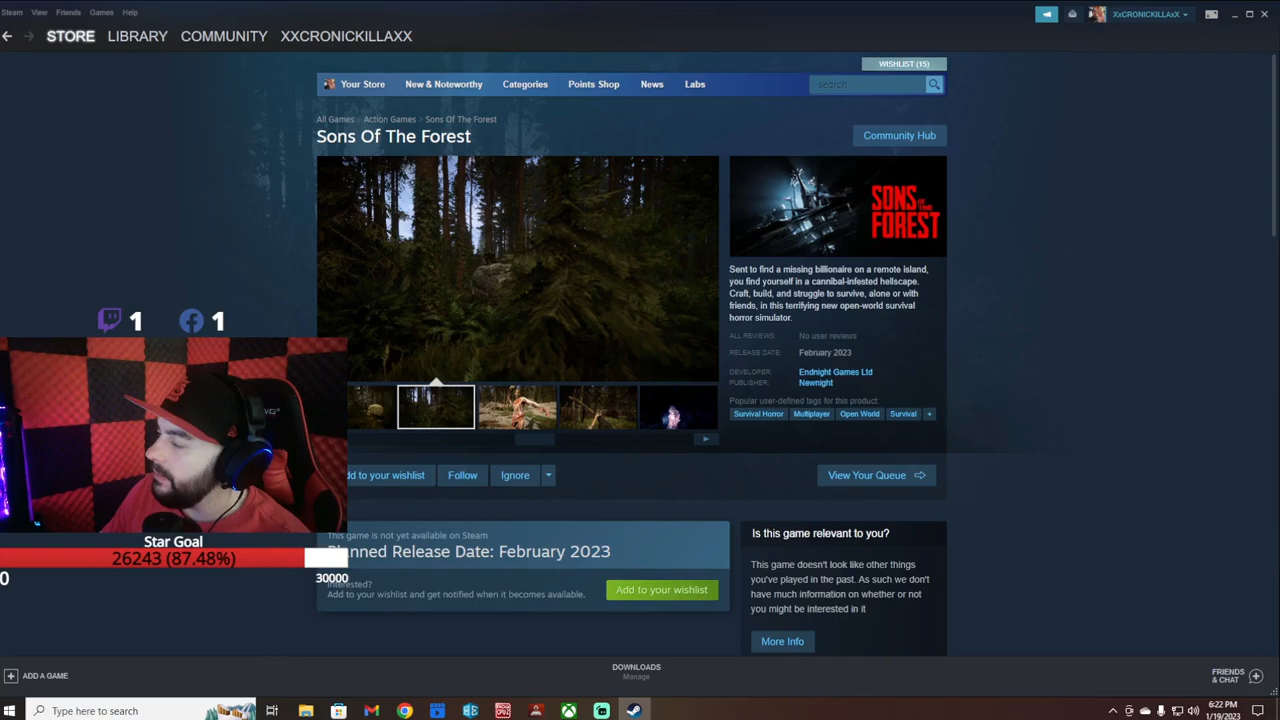 Steam View Friends Games Help
XxCRONICKILLAxX
STORE LIBRARY COMMUNITY XXCRONICKILLAXX
WISHLIST (15)
Your Store New & Noteworthy Categories Points Shop News Labs
search
All Games > Action Games > Sons Of The Forest
Sons Of The Forest
Community Hub
SONS OF THE FOREST
Sent to find a missing billionaire on a remote island,
you find yourself in a cannibal-infested hellscape.
Craft, build, and struggle to survive, alone or with
friends, in this terrifying new open-world survival
horror simulator.
ALL REVIEWS: No user reviews
RELEASE DATE: February 2023
DEVELOPER: Endnight Games Ltd
PUBLISHER: Newnight
Popular user-defined tags for this product:
Survival Horror Multiplayer Open World Survival +
1 1
dd to your wishlist Follow Ignore
View Your Queue
This game is not yet available on Steam
Planned Release Date: February 2023
Interested?
Add to your wishlist and get notified when it becomes available.
Add to your wishlist
Is this game relevant to you?
This game doesn't look like other things
you've played in the past. As such we don't
have much information on whether or not
you might be interested in it
More Info
Star Goal
26243 (87.48%)
0 30000
ADD A GAME
DOWNLOADS
Manage
FRIENDS
& CHAT
Type here to search
6:22 PM
1/19/2023